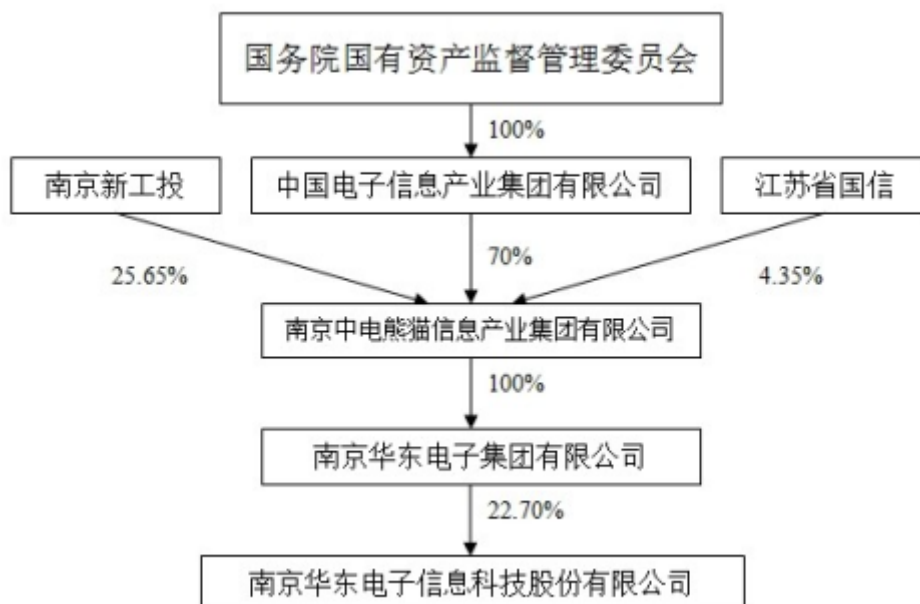 国务院国有资产监督管理委员会
100%
南京新工投
中国电子信息产业集团有限公司
江苏省国信
25.65%
70%
4.35%
南京中电熊猫信息产业集团有限公司
100%
南京华东电子集团有限公司
22.70%
南京华东电子信息科技股份有限公司